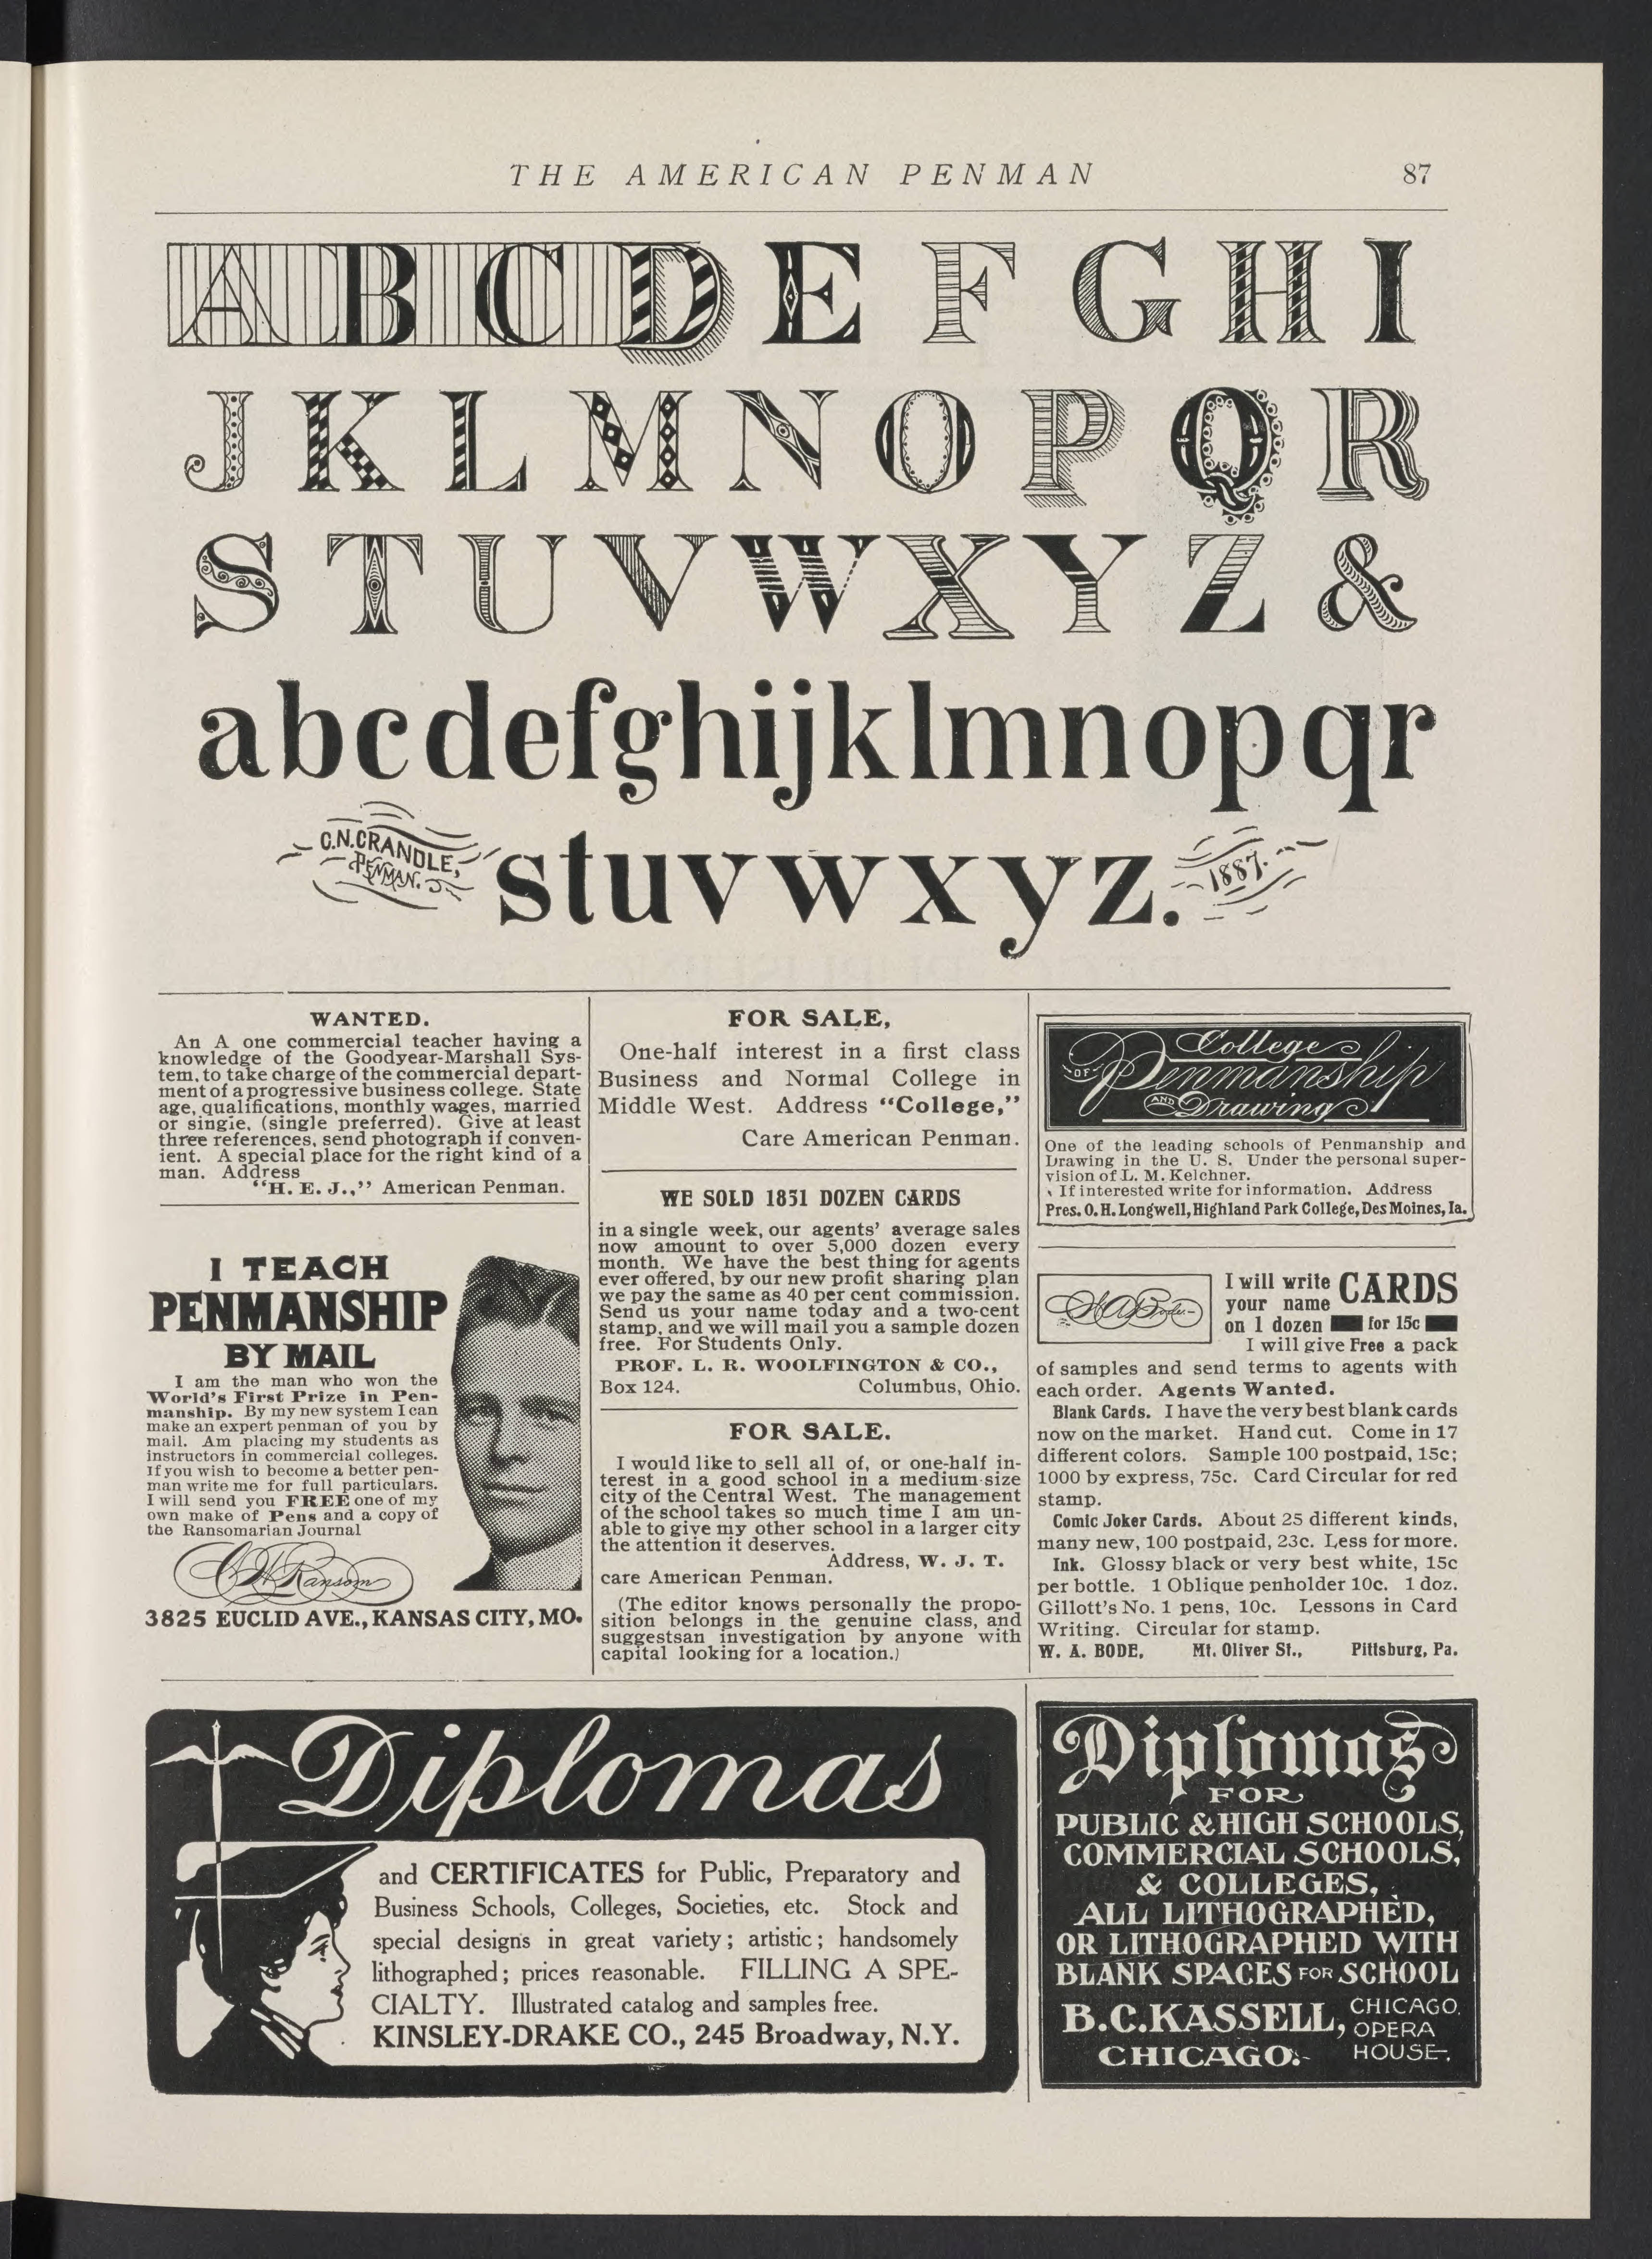 THE AMERICAN PENMAN 87
A B C D E F G H I
J K L M N O P Q R
S T U V W X Y Z &
abcdefghijklmnopqr
C.N.CRANDLE,
PENMAN.
stuvwxyz.
1887.
WANTED.
An A one commercial teacher having a
knowledge of the Goodyear-Marshall Sys-
tem, to take charge of the commercial depart-
ment of a progressive business college. State
age, qualifications, monthly wages, married
or single, (single preferred). Give at least
three references, send photograph if conven-
ient. A special place for the right kind of a
man. Address
"H. E. J.," American Penman.
I TEACH
PENMANSHIP
BY MAIL
I am the man who won the
World's First Prize in Pen-
manship. By my new system I can
make an expert penman of you by
mail. Am placing my students as
instructors in commercial colleges.
If you wish to become a better pen-
man write me for full particulars.
I will send you FREE one of my
own make of Pens and a copy of
the Ransomarian Journal
C W Ransom
3825 EUCLID AVE., KANSAS CITY, MO.
FOR SALE,
One-half interest in a first class
Business and Normal College in
Middle West. Address "College,"
Care American Penman.
WE SOLD 1851 DOZEN CARDS
in a single week, our agents' average sales
now amount to over 5,000 dozen every
month. We have the best thing for agents
ever offered, by our new profit sharing plan
we pay the same as 40 per cent commission.
Send us your name today and a two-cent
stamp, and we will mail you a sample dozen
free. For Students Only.
PROF. L. R. WOOLFINGTON & CO.,
Box 124. Columbus, Ohio.
FOR SALE.
I would like to sell all of, or one-half in-
terest in a good school in a medium size
city of the Central West. The management
of the school takes so much time I am un-
able to give my other school in a larger city
the attention it deserves.
Address, W. J. T.
care American Penman.
(The editor knows personally the propo-
sition belongs in the genuine class, and
suggestsan investigation by anyone with
capital looking for a location.)
College
OF Penmanship
AND Drawing
One of the leading schools of Penmanship and
Drawing in the U. S. Under the personal super-
vision of L. M. Kelchner.
If interested write for information. Address
Pres. O. H. Longwell, Highland Park College, Des Moines, Ia.
W A Bode
I will write CARDS
your name
on 1 dozen for 15c
I will give Free a pack
of samples and send terms to agents with
each order. Agents Wanted.
Blank Cards. I have the very best blank cards
now on the market. Hand cut. Come in 17
different colors. Sample 100 postpaid, 15c;
1000 by express, 75c. Card Circular for red
stamp.
Comic Joker Cards. About 25 different kinds,
many new, 100 postpaid, 23c. Less for more.
Ink. Glossy black or very best white, 15c
per bottle. 1 Oblique penholder 10c. 1 doz.
Gillott's No. 1 pens, 10c. Lessons in Card
Writing. Circular for stamp.
W. A. BODE, Mt. Oliver St., Pittsburg, Pa.
Diplomas
and CERTIFICATES for Public, Preparatory and
Business Schools, Colleges, Societies, etc. Stock and
special designs in great variety; artistic; handsomely
lithographed; prices reasonable. FILLING A SPE-
CIALTY. Illustrated catalog and samples free.
KINSLEY-DRAKE CO., 245 Broadway, N.Y.
Diplomas
FOR
PUBLIC & HIGH SCHOOLS,
COMMERCIAL SCHOOLS,
& COLLEGES,
ALL LITHOGRAPHED,
OR LITHOGRAPHED WITH
BLANK SPACES FOR SCHOOL
B.C.KASSELL, CHICAGO
OPERA
CHICAGO. HOUSE.